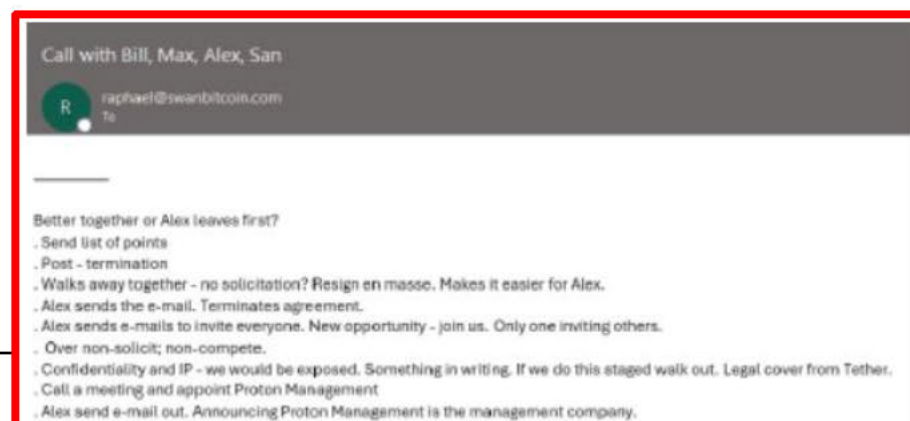 Call with Bill, Max, Alex, San
R
raphael@swanbitcoin.com
To
Better together or Alex leaves first?
. Send list of points
. Post - termination
. Walks away together - no solicitation? Resign en masse. Makes it easier for Alex.
. Alex sends the e-mail. Terminates agreement.
. Alex sends e-mails to invite everyone. New opportunity - join us. Only one inviting others.
. Over non-solicit; non-compete.
. Confidentiality and IP - we would be exposed. Something in writing. If we do this staged walk out. Legal cover from Tether.
. Call a meeting and appoint Proton Management
. Alex send e-mail out. Announcing Proton Management is the management company.